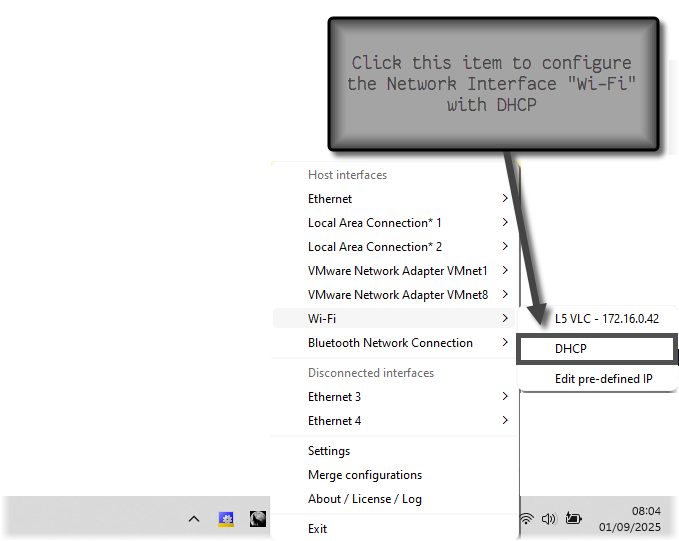 Click this item to configure
the Network Interface "Wi-Fi"
with DHCP
Host interfaces
Ethernet
Local Area Connection* 1
Local Area Connection* 2
VMware Network Adapter VMnet1
VMware Network Adapter VMnet8
Wi-Fi
Bluetooth Network Connection
L5 VLC - 172.16.0.42
DHCP
Edit pre-defined IP
Disconnected interfaces
Ethernet 3
Ethernet 4
Settings
Merge configurations
About / License / Log
Exit
08:04
01/09/2025